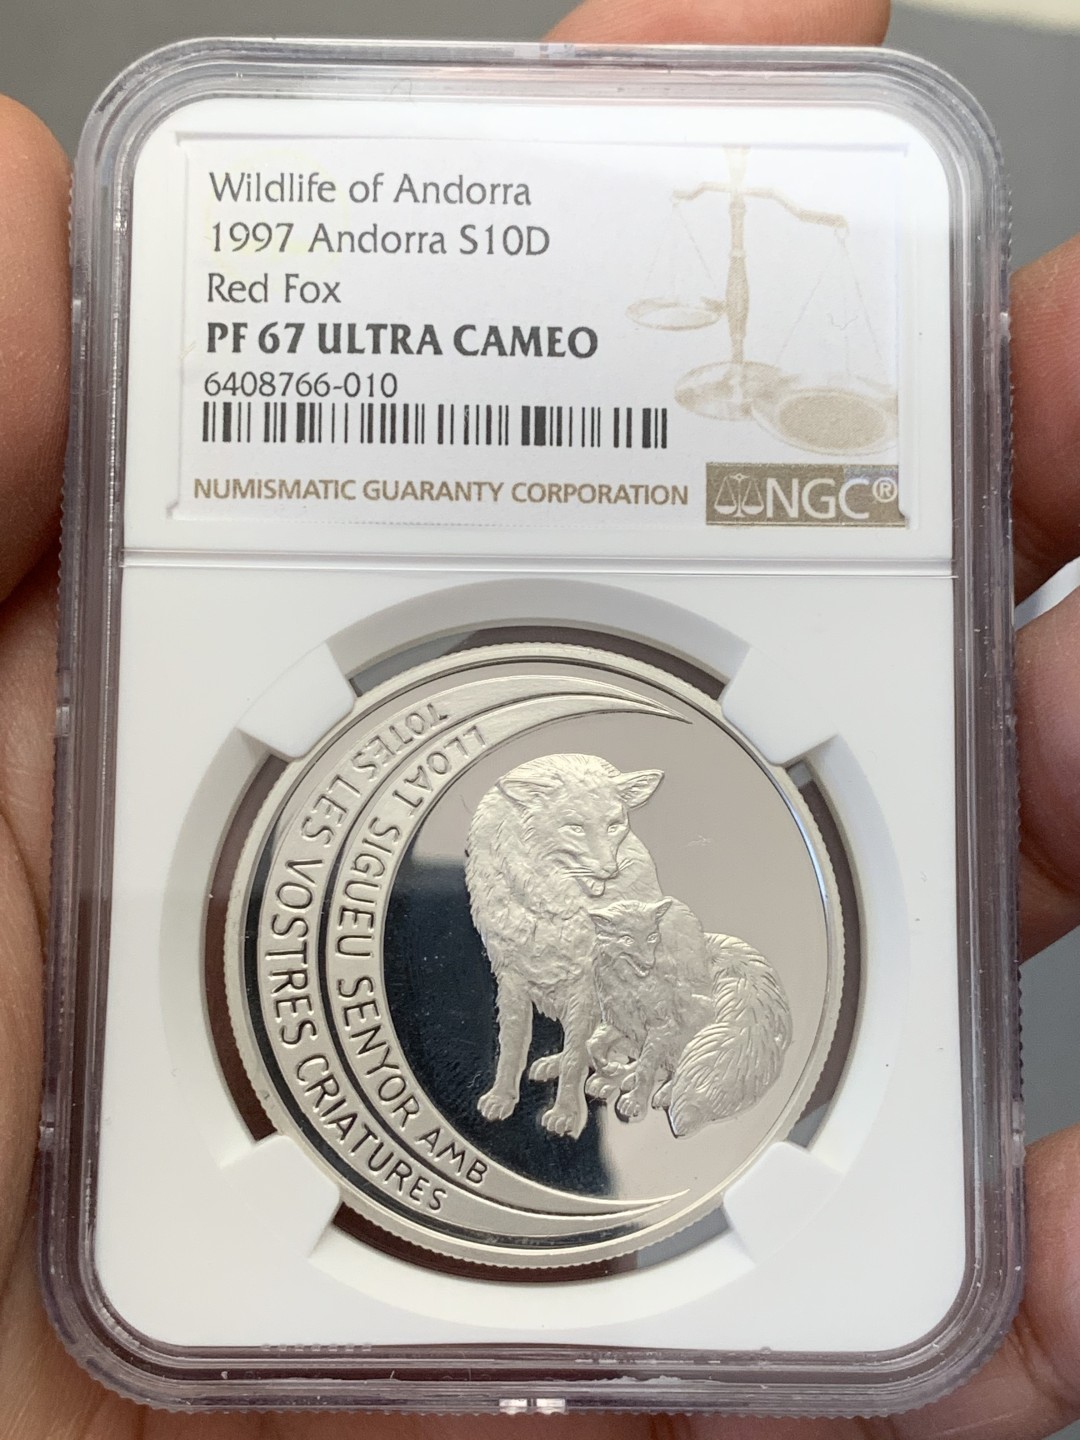 Wildlife of Andorra
1997 Andorra S10D
Red Fox
PF 67 ULTRA CAMEO
6408766-010
NUMISMATIC GUARANTY CORPORATION
NGC®
LLOAT SIGUEU SENYOR AMB
TOTES LES VOSTRES CRIATURES